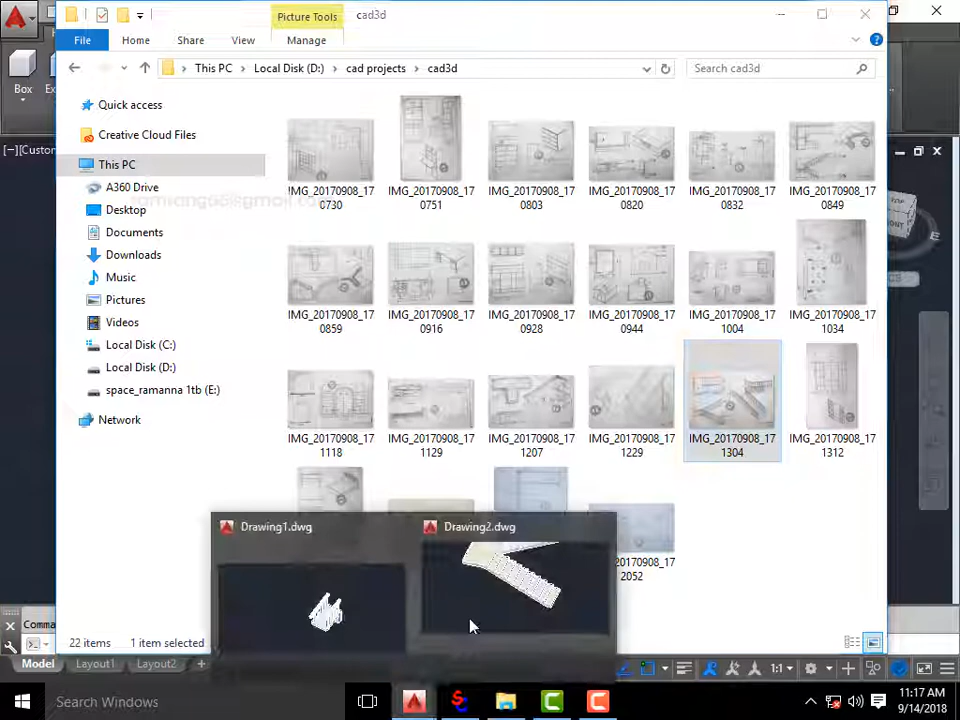 Picture Tools
cad3d
File
Home
Share
View
Manage
Box
This PC
Local Disk (D:)
cad projects
cad3d
Search cad3d
Quick access
Creative Cloud Files
This PC
A360 Drive
Desktop
Documents
Downloads
Music
Pictures
Videos
Local Disk (C:)
Local Disk (D:)
space_ramanna 1tb (E:)
Network
IMG_20170908_170730
IMG_20170908_170751
IMG_20170908_170803
IMG_20170908_170820
IMG_20170908_170832
IMG_20170908_170849
IMG_20170908_170859
IMG_20170908_170916
IMG_20170908_170928
IMG_20170908_170944
IMG_20170908_171004
IMG_20170908_171034
IMG_20170908_171118
IMG_20170908_171129
IMG_20170908_171207
IMG_20170908_171229
IMG_20170908_171304
IMG_20170908_171312
Drawing1.dwg
Drawing2.dwg
22 items
1 item selected
Model
Layout1
Layout2
1:1
Search Windows
11:17 AM
9/14/2018